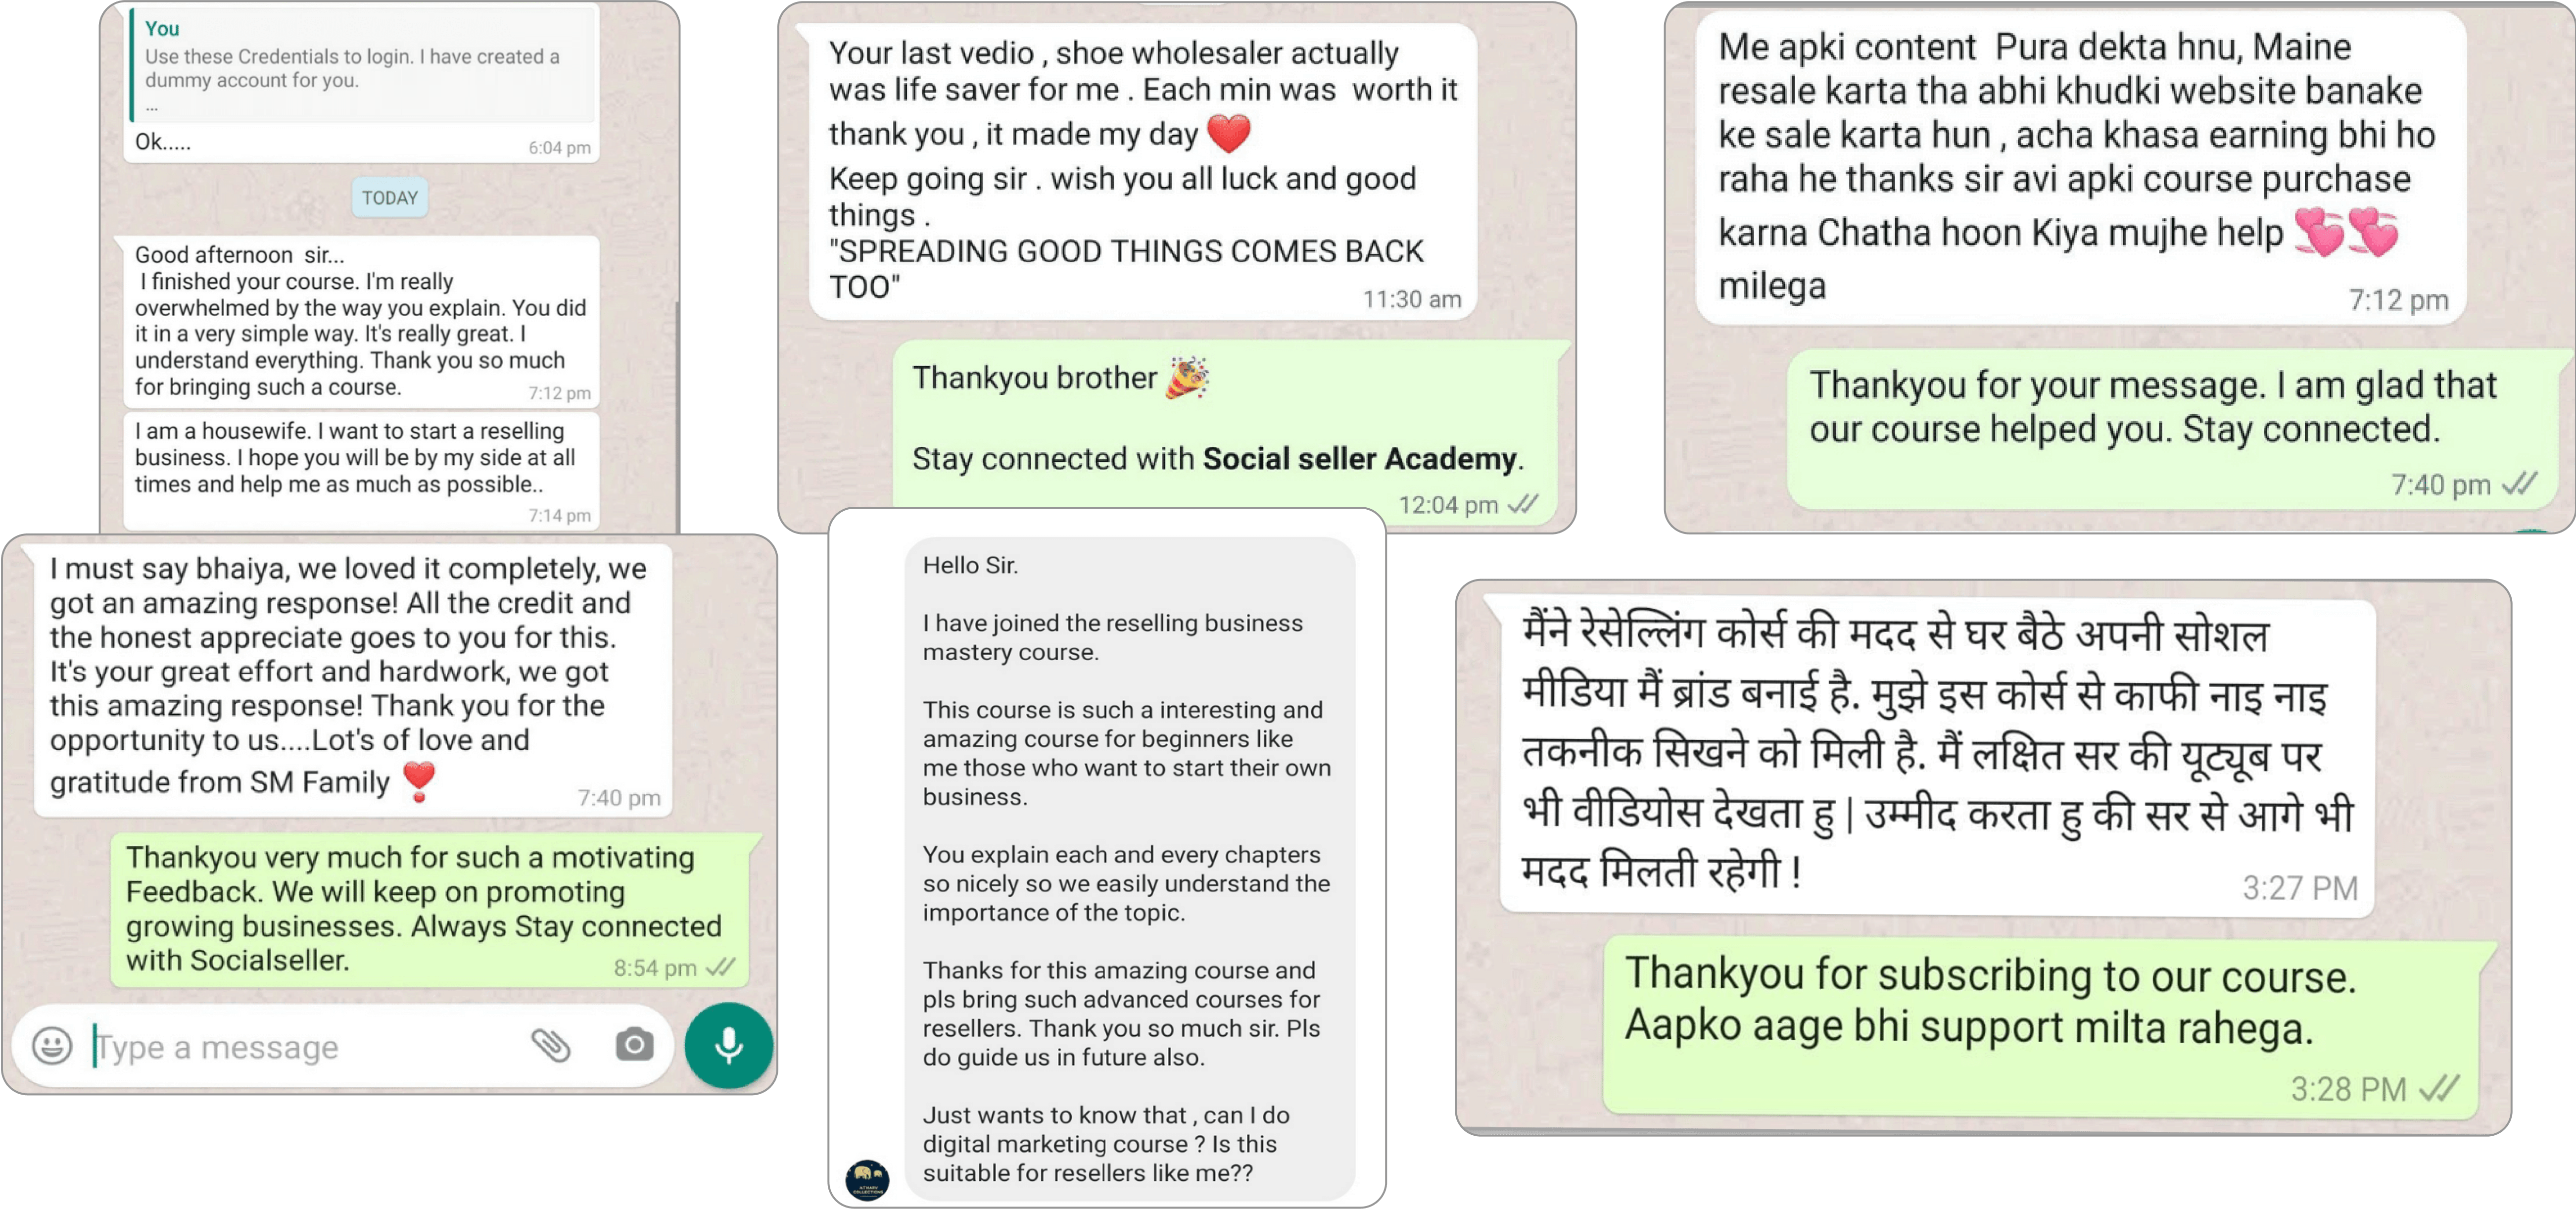 You
Use these Credentials to login. I have created a
dummy account for you.
...
Ok.....
6:04 pm
TODAY
Good afternoon  sir...
I finished your course. I'm really
overwhelmed by the way you explain. You did
it in a very simple way. It's really great. I
understand everything. Thank you so much
for bringing such a course.
7:12 pm
I am a housewife. I want to start a reselling
business. I hope you will be by my side at all
times and help me as much as possible..
7:14 pm
Your last vedio , shoe wholesaler actually
was life saver for me . Each min was  worth it
thank you , it made my day ❤️
Keep going sir . wish you all luck and good
things .
"SPREADING GOOD THINGS COMES BACK
TOO"
11:30 am
Thankyou brother 🎉
Stay connected with Social seller Academy.
12:04 pm
Me apki content  Pura dekta hnu, Maine
resale karta tha abhi khudki website banake
ke sale karta hun , acha khasa earning bhi ho
raha he thanks sir avi apki course purchase
karna Chatha hoon Kiya mujhe help 💞💞
milega
7:12 pm
Thankyou for your message. I am glad that
our course helped you. Stay connected.
7:40 pm
I must say bhaiya, we loved it completely, we
got an amazing response! All the credit and
the honest appreciate goes to you for this.
It's your great effort and hardwork, we got
this amazing response! Thank you for the
opportunity to us....Lot's of love and
gratitude from SM Family ❣️
7:40 pm
Thankyou very much for such a motivating
Feedback. We will keep on promoting
growing businesses. Always Stay connected
with Socialseller.
8:54 pm
Type a message
Hello Sir.
I have joined the reselling business
mastery course.
This course is such a interesting and
amazing course for beginners like
me those who want to start their own
business.
You explain each and every chapters
so nicely so we easily understand the
importance of the topic.
Thanks for this amazing course and
pls bring such advanced courses for
resellers. Thank you so much sir. Pls
do guide us in future also.
Just wants to know that , can I do
digital marketing course ? Is this
suitable for resellers like me??
मैंने रेसेल्लिंग कोर्स की मदद से घर बैठे अपनी सोशल
मीडिया मैं ब्रांड बनाई है. मुझे इस कोर्स से काफी नाइ नाइ
तकनीक सिखने को मिली है. मैं लक्षित सर की यूट्यूब पर
भी वीडियोस देखता हु | उम्मीद करता हु की सर से आगे भी
मदद मिलती रहेगी !
3:27 PM
Thankyou for subscribing to our course.
Aapko aage bhi support milta rahega.
3:28 PM